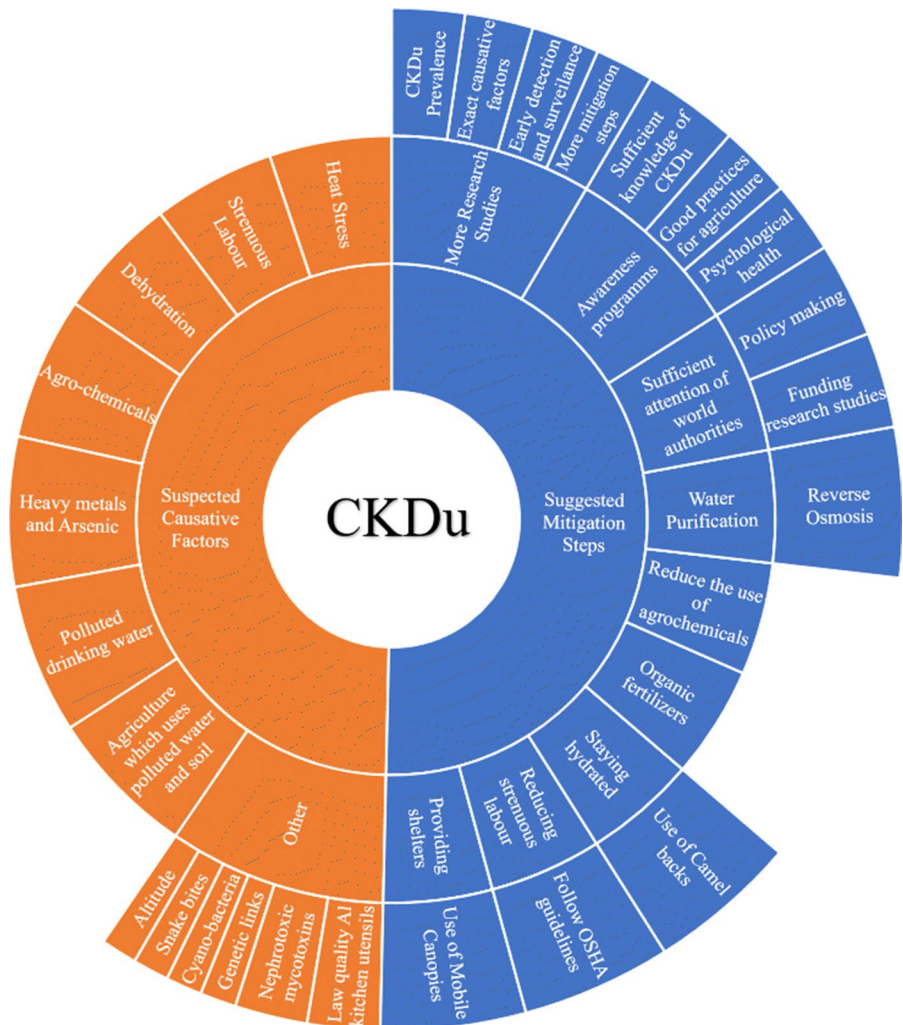 CKDu
Suggested
Mitigation
Steps
More Research
Studies
CKDu
Prevalence
Exact causative
factors
Early detection
and surveilance
More mitigation
steps
Awareness
programms
Sufficient
knowledge of
CKDu
Good practices
for agriculture
Psychological
health
Sufficient
attention of
world
authorities
Policy making
Funding
research studies
Water
Purification
Reverse
Osmosis
Reduce the use
of
agrochemicals
Organic
fertilizers
Staying
hydrated
Use of Camel
backs
Reducing
strenuous
labour
Follow OSHA
guidelines
Providing
shelters
Use of Mobile
Canopies
Suspected
Causative
Factors
Other
Law quality Al
kitchen utensils
Nephrotoxic
mycotoxins
Genetic links
Cyano-bacteria
Snake bites
Altitude
Agriculture
which uses
polluted water
and soil
Polluted
drinking water
Heavy metals
and Arsenic
Agro-chemicals
Dehydration
Strenuous
Labour
Heat Stress